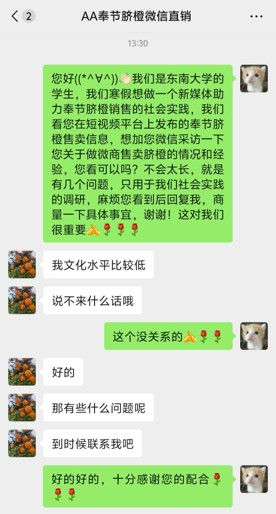 2
AA奉节脐橙微信直销
13:30
您好((*^∀^*))👋🏻我们是东南大学的
学生，我们寒假想做一个新媒体助
力奉节脐橙销售的社会实践，我们
看您在短视频平台上发布的奉节脐
橙售卖信息，想加您微信采访一下
您关于做微商售卖脐橙的情况和经
验，您看可以吗？不会太长，就是
有几个问题，只用于我们社会实践
的调研，麻烦您看到后回复我，商
量一下具体事宜，谢谢！这对我们
很重要🙏🌹🌹🌹
我文化水平比较低
说不来什么话哦
这个没关系的🙏🌹🌹
好的
那有些什么问题呢
到时候联系我吧
好的好的，十分感谢您的配合🌹
🌹🌹